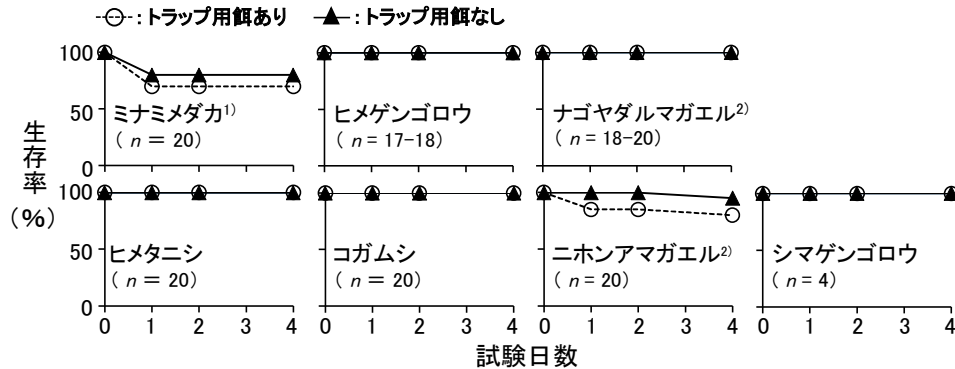 --○--:トラップ用餌あり ―▲―:トラップ用餌なし
生存率(%)
100
50
0
ミナミメダカ1)
( n = 20)
ヒメゲンゴロウ
( n = 17-18)
ナゴヤダルマガエル2)
( n = 18-20)
100
50
0
ヒメタニシ
( n = 20)
コガムシ
( n = 20)
ニホンアマガエル2)
( n = 20)
シマゲンゴロウ
( n = 4)
0 1 2 3 4 0 1 2 3 4 0 1 2 3 4 0 1 2 3 4
試験日数